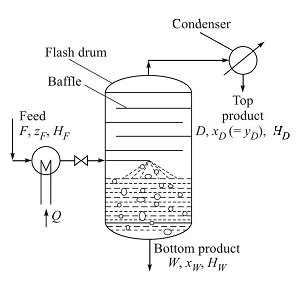 Condenser
Flash drum
Baffle
Feed
F, z_F, H_F
M
Q
Top
product
D, x_D (= y_D), H_D
Bottom product
W, x_W, H_W